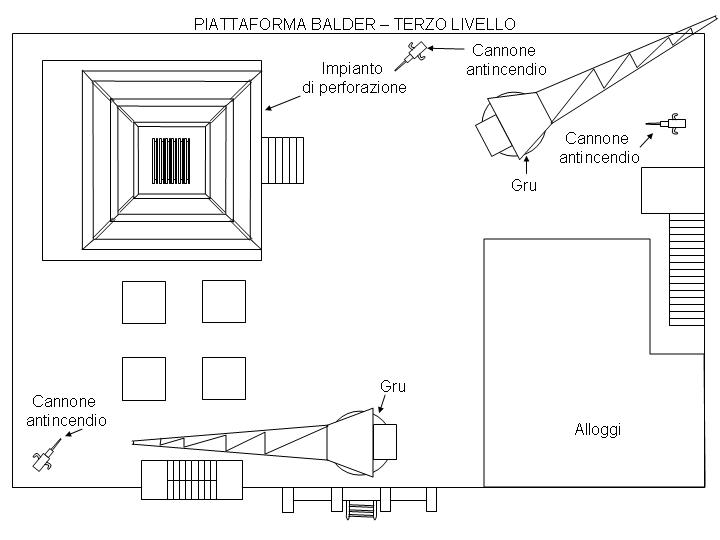 PIATTAFORMA BALDER – TERZO LIVELLO
Cannone
antincendio
Impianto
di perforazione
Cannone
antincendio
Gru
Gru
Cannone
antincendio
Alloggi